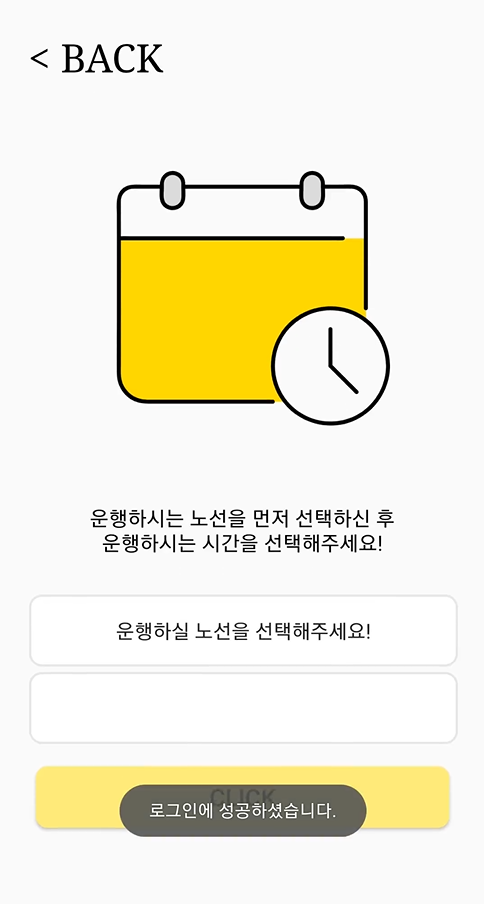 < BACK
운행하시는 노선을 먼저 선택하신 후
운행하시는 시간을 선택해주세요!
운행하실 노선을 선택해주세요!
CLICK
로그인에 성공하셨습니다.